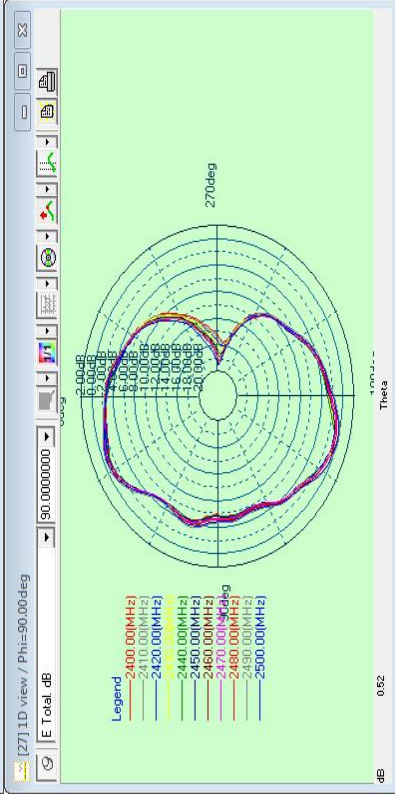 [27] 1D view / Phi=90.00deg
E Total. dB
90.0000000
1/1
Legend
2400.00(MHz)
2410.00(MHz)
2420.00(MHz)
2440.00(MHz)
2450.00(MHz)
2460.00(MHz)
2470.00(MHz)
2480.00(MHz)
2490.00(MHz)
2500.00(MHz)
2.00dB
0.00dB
-2.00dB
-4.00dB
-6.00dB
-8.00dB
-10.00dB
-12.00dB
-14.00dB
-16.00dB
-18.00dB
-20.00dB
270deg
dB
0.52
Theta